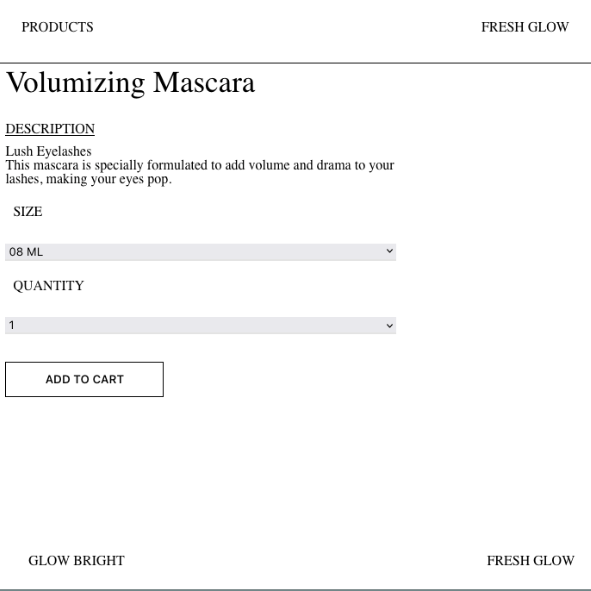 PRODUCTS
FRESH GLOW
Volumizing Mascara
DESCRIPTION
Lush Eyelashes
This mascara is specially formulated to add volume and drama to your
lashes, making your eyes pop.
SIZE
08 ML
QUANTITY
1
ADD TO CART
GLOW BRIGHT
FRESH GLOW